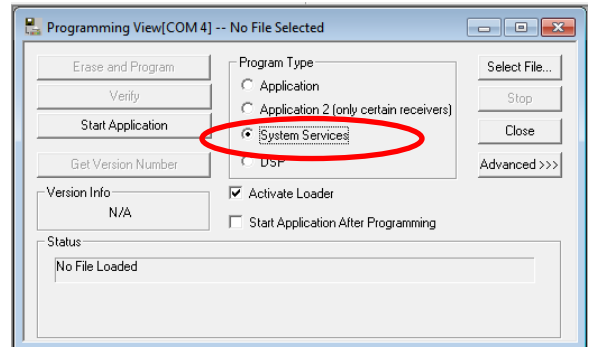 Programming View[COM 4] -- No File Selected
Erase and Program
Verify
Start Application
Get Version Number
Program Type
Application
Application 2 (only certain receivers)
System Services
DSP
Select File...
Stop
Close
Advanced >>>
Version Info
N/A
Activate Loader
Start Application After Programming
Status
No File Loaded